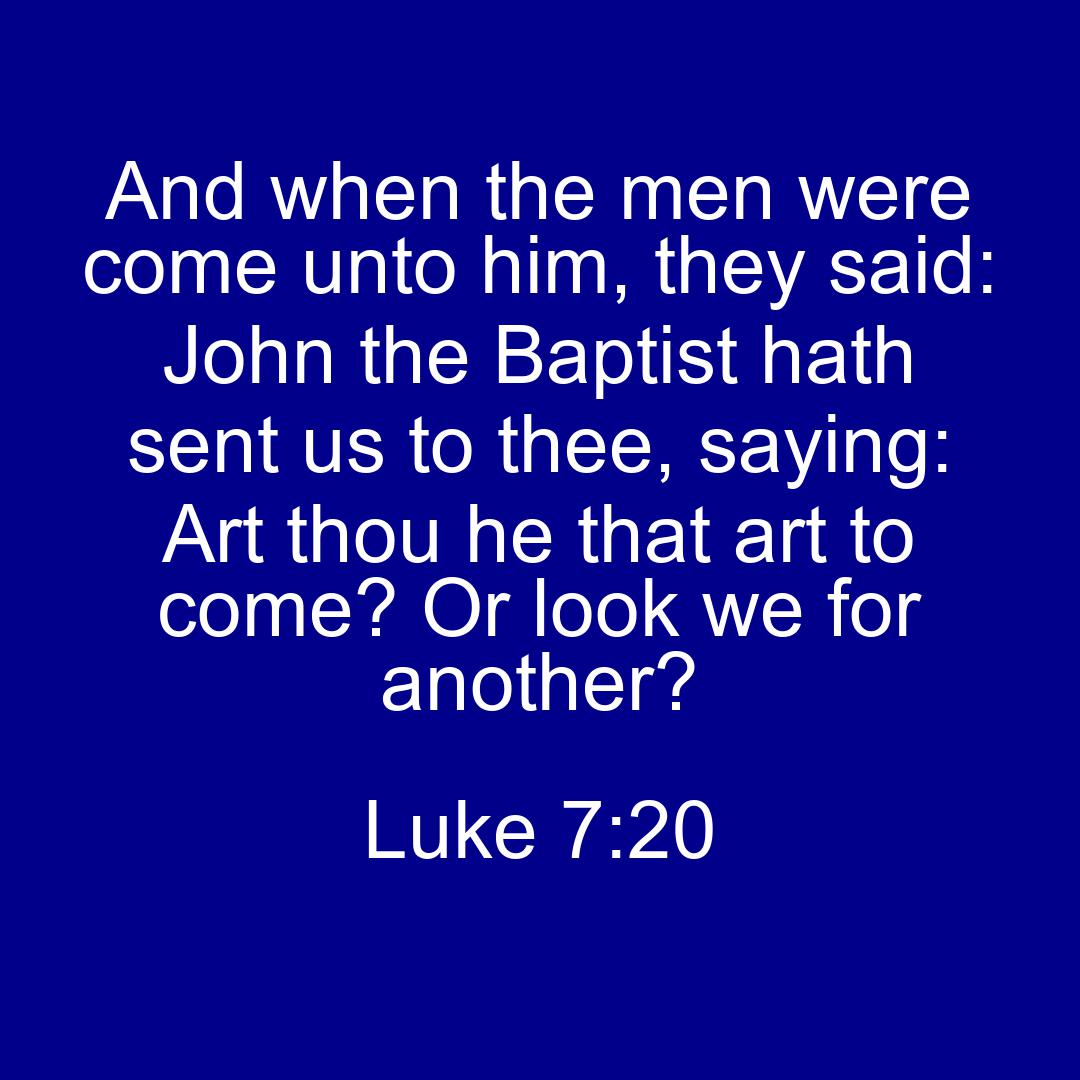 And when the men were
come unto him, they said:
John the Baptist hath
sent us to thee, saying:
Art thou he that art to
come? Or look we for
another?
Luke 7:20